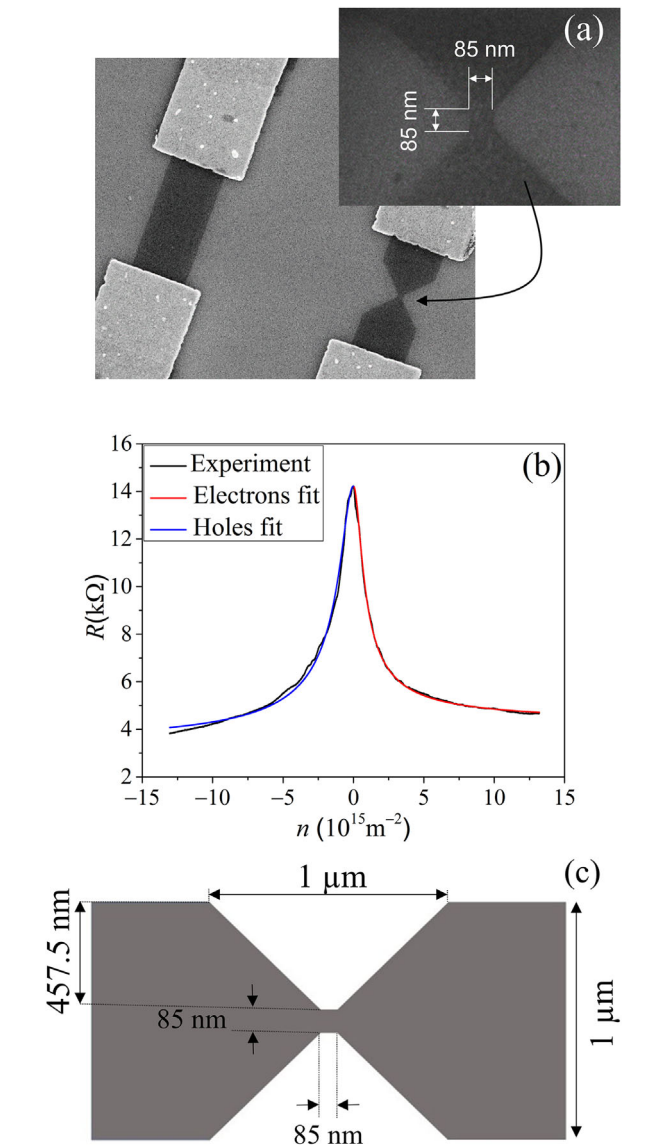 (a)
85 nm
85 nm
(b)
16
14
12
10
8
6
4
2
R(kΩ)
Experiment
Electrons fit
Holes fit
−15 −10 −5 0 5 10 15
n (10¹⁵m⁻²)
(c)
1 µm
457.5 nm
85 nm
1 µm
85 nm